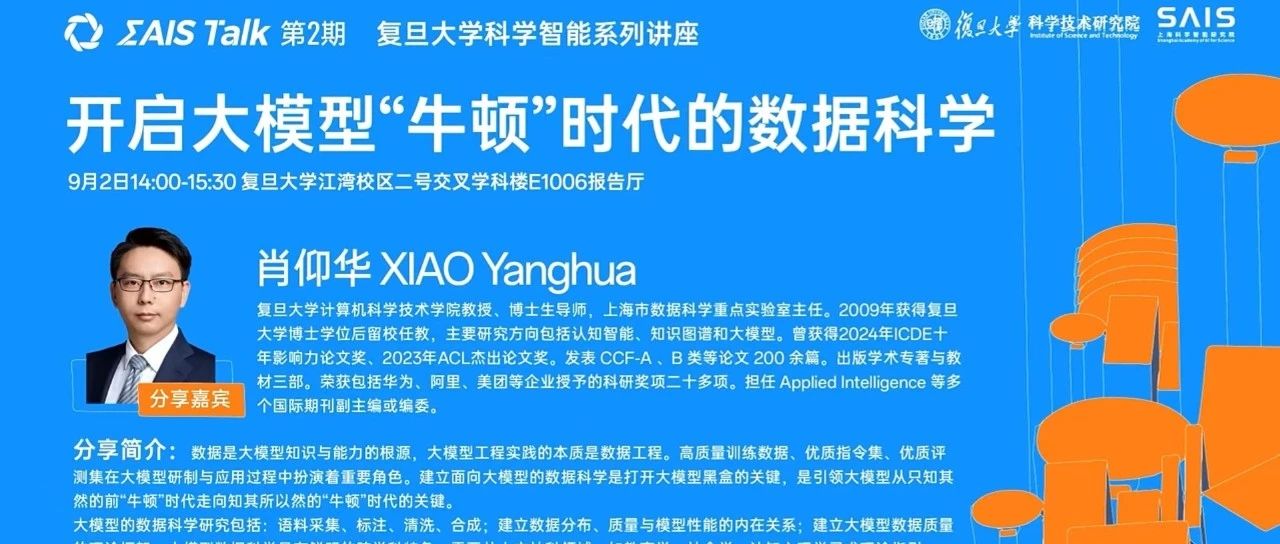 ΣAIS Talk 第2期 复旦大学科学智能系列讲座
復旦大學 科学技术研究院 SAIS
Institute of Science and Technology 上海科学智能研究院
Shanghai Academy of AI for Science
开启大模型“牛顿”时代的数据科学
9月2日14:00-15:30 复旦大学江湾校区二号交叉学科楼E1006报告厅
肖仰华 XIAO Yanghua
复旦大学计算机科学技术学院教授、博士生导师，上海市数据科学重点实验室主任。2009年获得复旦
大学博士学位后留校任教，主要研究方向包括认知智能、知识图谱和大模型。曾获得2024年ICDE十
年影响力论文奖、2023年ACL杰出论文奖。发表 CCF-A 、B 类等论文 200 余篇。出版学术专著与教
材三部。荣获包括华为、阿里、美团等企业授予的科研奖项二十多项。担任 Applied Intelligence 等多
个国际期刊副主编或编委。
分享嘉宾
分享简介：数据是大模型知识与能力的根源，大模型工程实践的本质是数据工程。高质量训练数据、优质指令集、优质评
测集在大模型研制与应用过程中扮演着重要角色。建立面向大模型的数据科学是打开大模型黑盒的关键，是引领大模型从只知其
然的前“牛顿”时代走向知其所以然的“牛顿”时代的关键。
大模型的数据科学研究包括：语料采集、标注、清洗、合成；建立数据分布、质量与模型性能的内在关系；建立大模型数据质量